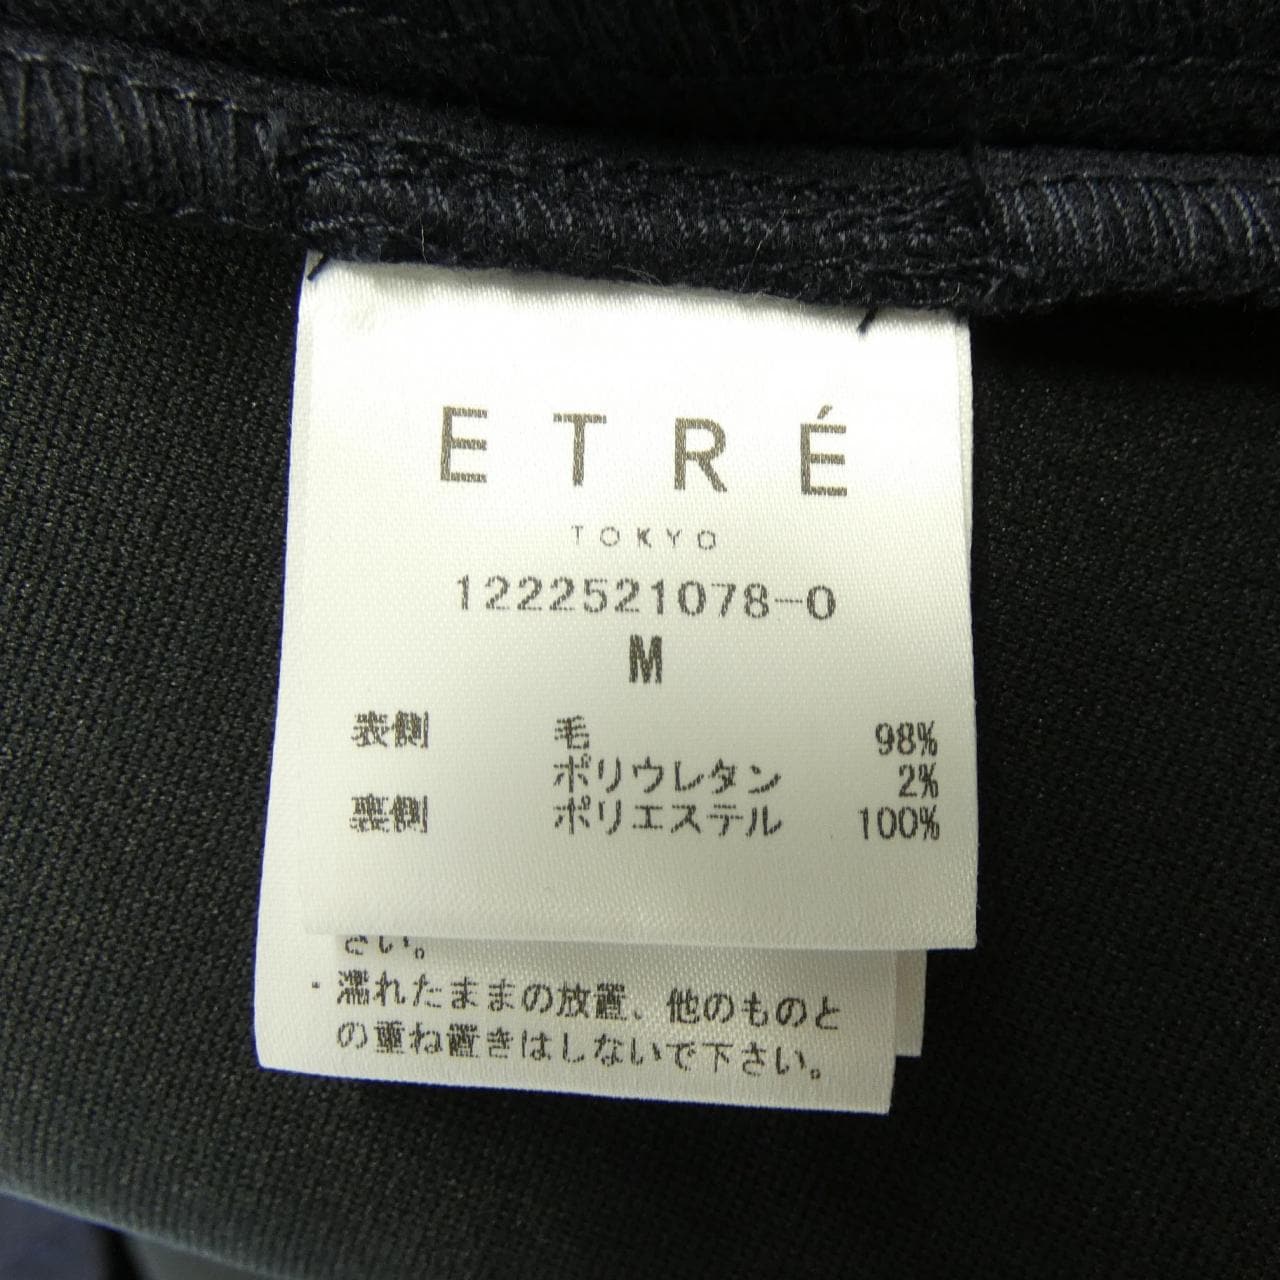 ETRÉ
TOKYO
1222521078-0
M
表側 毛 98%
ポリウレタン 2%
裏側 ポリエステル 100%
さい。
・濡れたままの放置、他のものと
の重ね置きはしないで下さい。